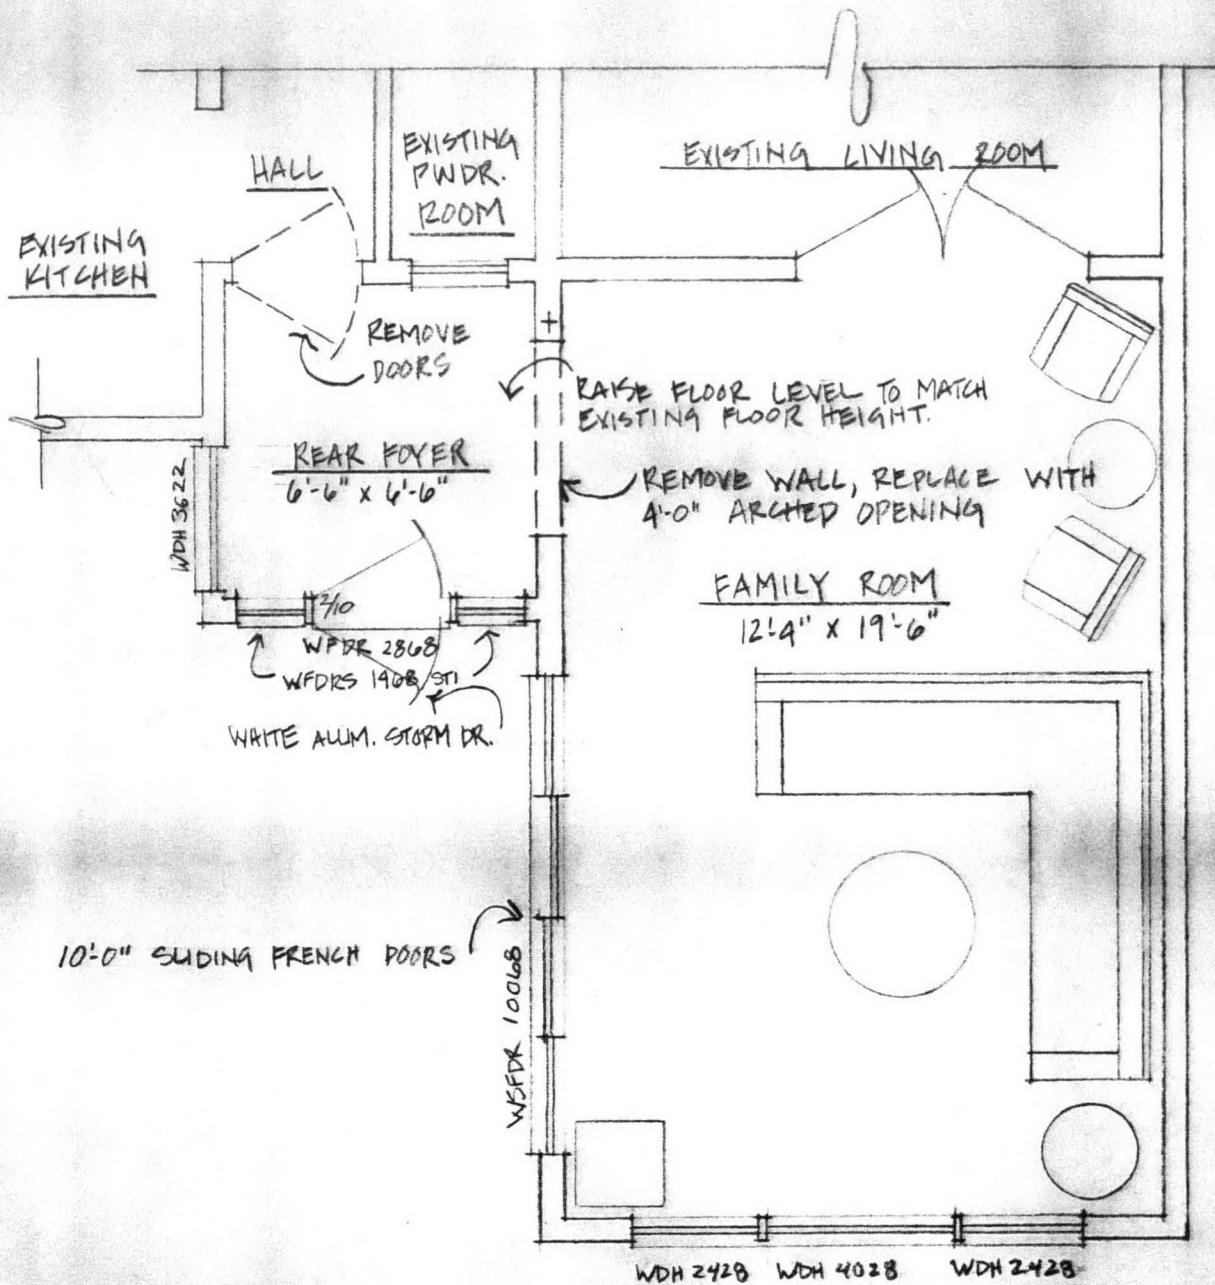 HALL
EXISTING
PWDR.
ROOM
EXISTING LIVING ROOM
EXISTING
KITCHEN
REMOVE
DOORS
RAISE FLOOR LEVEL TO MATCH
EXISTING FLOOR HEIGHT.
REAR FOYER
6'-6" x 6'-6"
REMOVE WALL, REPLACE WITH
4'-0" ARCHED OPENING
WDH 3622
FAMILY ROOM
12'-4" x 19'-6"
2/10
WFDR 2868
WFDRS 1468 STI
WHITE ALUM. STORM DR.
10'-0" SLIDING FRENCH DOORS
WSFDR 10068
WDH 2428 WDH 4028 WDH 2428